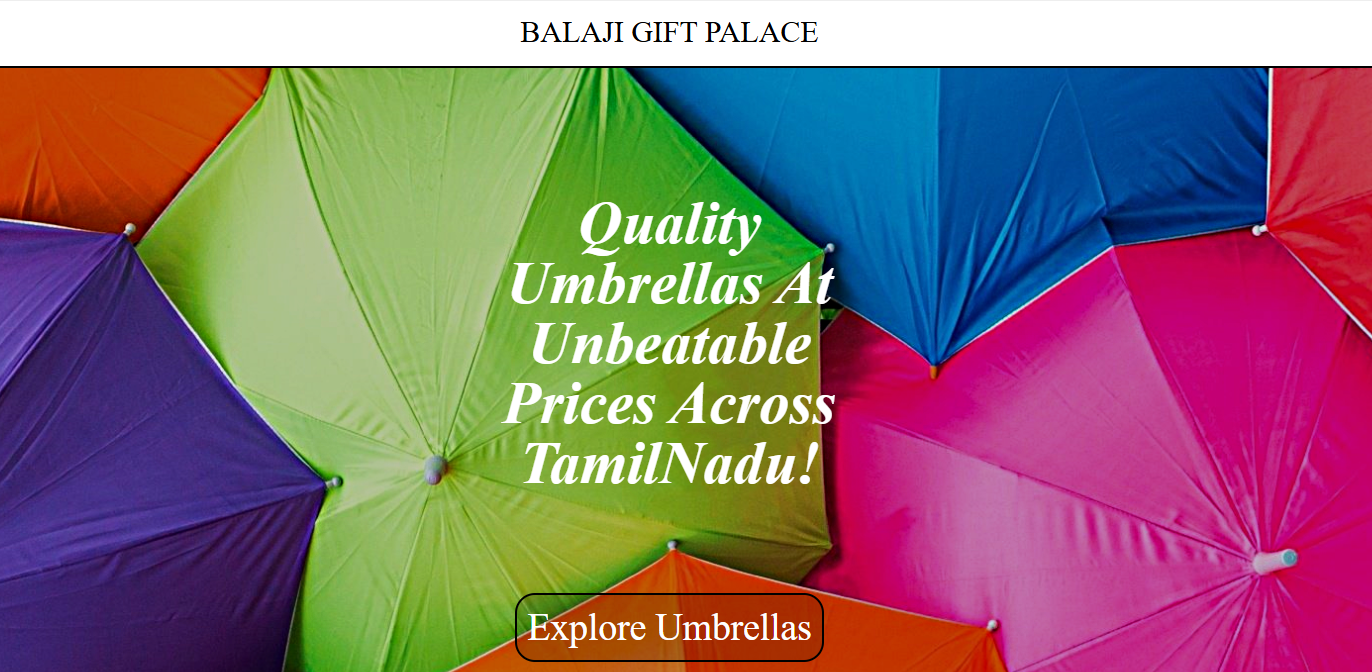 BALAJI GIFT PALACE
Quality
Umbrellas At
Unbeatable
Prices Across
TamilNadu!
Explore Umbrellas